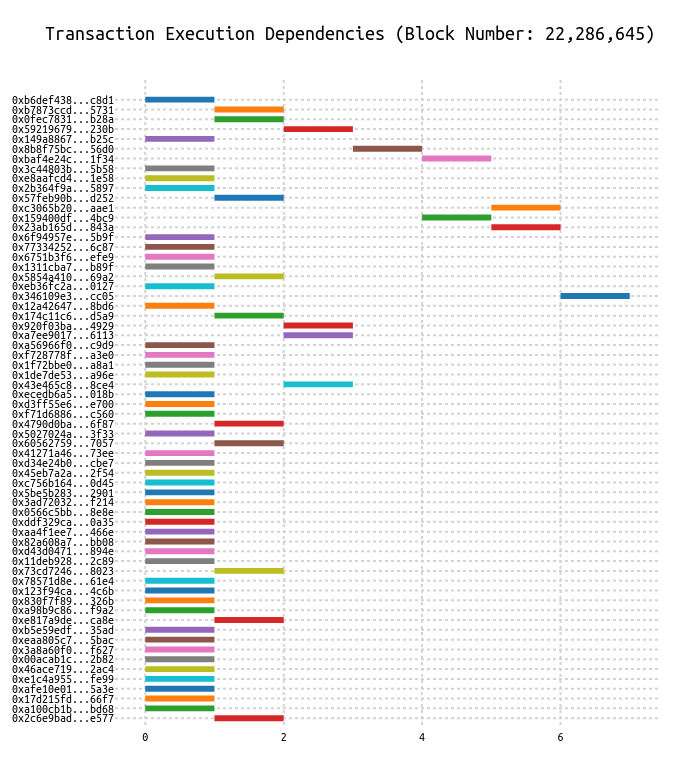 Transaction Execution Dependencies (Block Number: 22,286,645)
0xb6def438...c8d1
0xb7873ccd...5731
0x0fec7831...b28a
0x59219679...230b
0x149a8867...b25c
0x8b8f75bc...56d0
0xbaf4e24c...1f34
0x3c44803b...5b58
0xe8aafcd4...1e58
0x2b364f9a...5897
0x57feb90b...d252
0xc3065b20...aae1
0x159400df...4bc9
0x23ab165d...843a
0x6f94957e...5b9f
0x77334252...6c87
0x6751b3f6...efe9
0x1311cba7...b89f
0x5854a410...69a2
0xeb36fc2a...0127
0x346109e3...cc05
0x12a42647...8bd6
0x174c11c6...d5a9
0x920f03ba...4929
0xa7ee9017...6113
0xa56966f0...c9d9
0xf728778f...a3e0
0x1f72bbe0...a8a1
0x1de7de53...a96e
0x43e465c8...8ce4
0xecedb6a5...018b
0xd3ff55e6...e700
0xf71d6886...c560
0x4790d0ba...6f87
0x5027024a...3f33
0x60562759...7057
0x41271a46...73ee
0xd34e24b0...cbe7
0x45eb7a2a...2f54
0xc756b164...0d45
0x5be5b283...2901
0x3ad72032...f214
0x0566c5bb...8e8e
0xddf329ca...0a35
0xaa4f1ee7...466e
0x82a608a7...bb08
0xd43d0471...894e
0x11deb928...2c89
0x73cd7246...8023
0x78571d8e...61e4
0x123f94ca...4c6b
0x830f7f89...326b
0xa98b9c86...f9a2
0xe817a9de...ca8e
0xb5e59edf...35ad
0xeaa805c7...5bac
0x3a8a60f0...f627
0x00acab1c...2b82
0x46ace719...2ac4
0xe1c4a955...fe99
0xafe10e01...5a3e
0x17d215fd...66f7
0xa100cb1b...bd68
0x2c6e9bad...e577
0 2 4 6